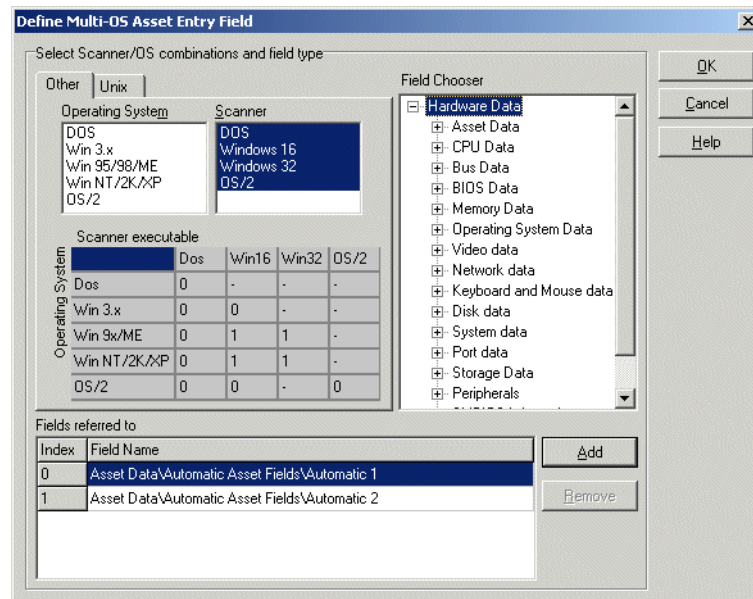 Define Multi-OS Asset Entry Field
Select Scanner/OS combinations and field type
Other
Unix
Operating System
DOS
Win 3.x
Win 95/98/ME
Win NT/2K/XP
OS/2
Scanner
DOS
Windows 16
Windows 32
OS/2
Scanner executable
Operating System
Dos Win16 Win32 OS/2
Dos 0 - - -
Win 3.x 0 0 - -
Win 9x/ME 0 1 1 -
Win NT/2K/XP 0 1 1 -
OS/2 0 0 - 0
Field Chooser
Hardware Data
Asset Data
CPU Data
Bus Data
BIOS Data
Memory Data
Operating System Data
Video data
Network data
Keyboard and Mouse data
Disk data
System data
Port data
Storage Data
Peripherals
OK
Cancel
Help
Fields referred to
Index Field Name
0 Asset Data\Automatic Asset Fields\Automatic 1
1 Asset Data\Automatic Asset Fields\Automatic 2
Add
Remove